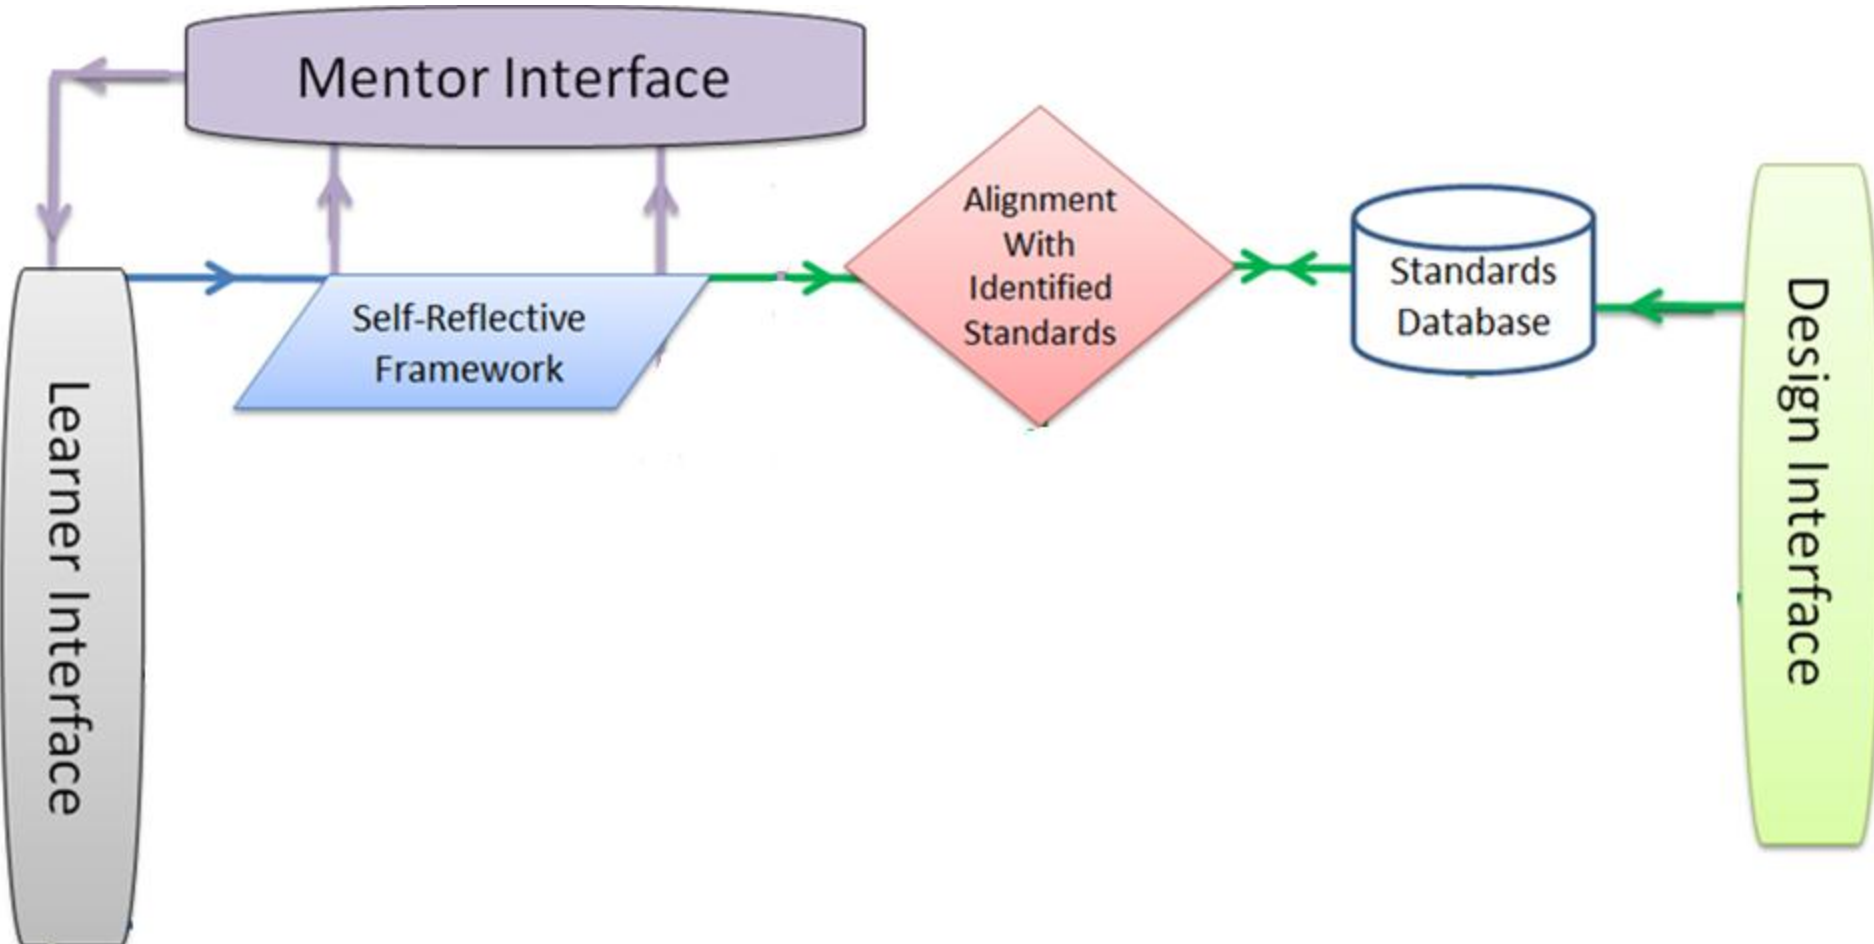 Mentor Interface
Alignment
With
Identified
Standards
Standards
Database
Self-Reflective
Framework
Learner Interface
Design Interface